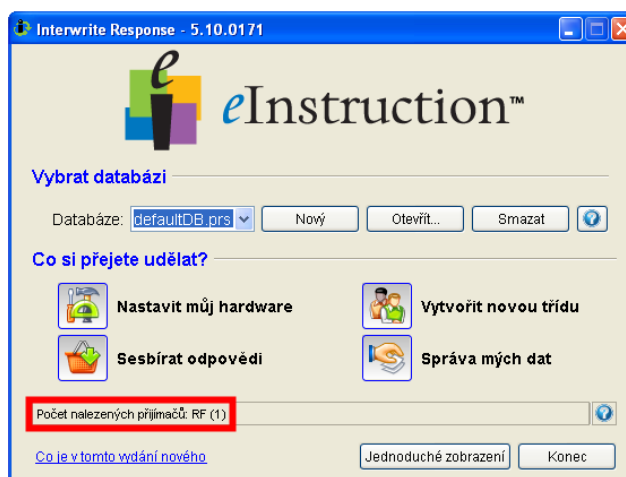 Interwrite Response - 5.10.0171
eInstruction™
Vybrat databázi
Databáze: defaultDB.prs Nový Otevřít... Smazat ?
Co si přejete udělat?
Nastavit můj hardware Vytvořit novou třídu
Sesbírat odpovědi Správa mých dat
Počet nalezených přijímačů: RF (1) ?
Co je v tomto vydání nového Jednoduché zobrazení Konec